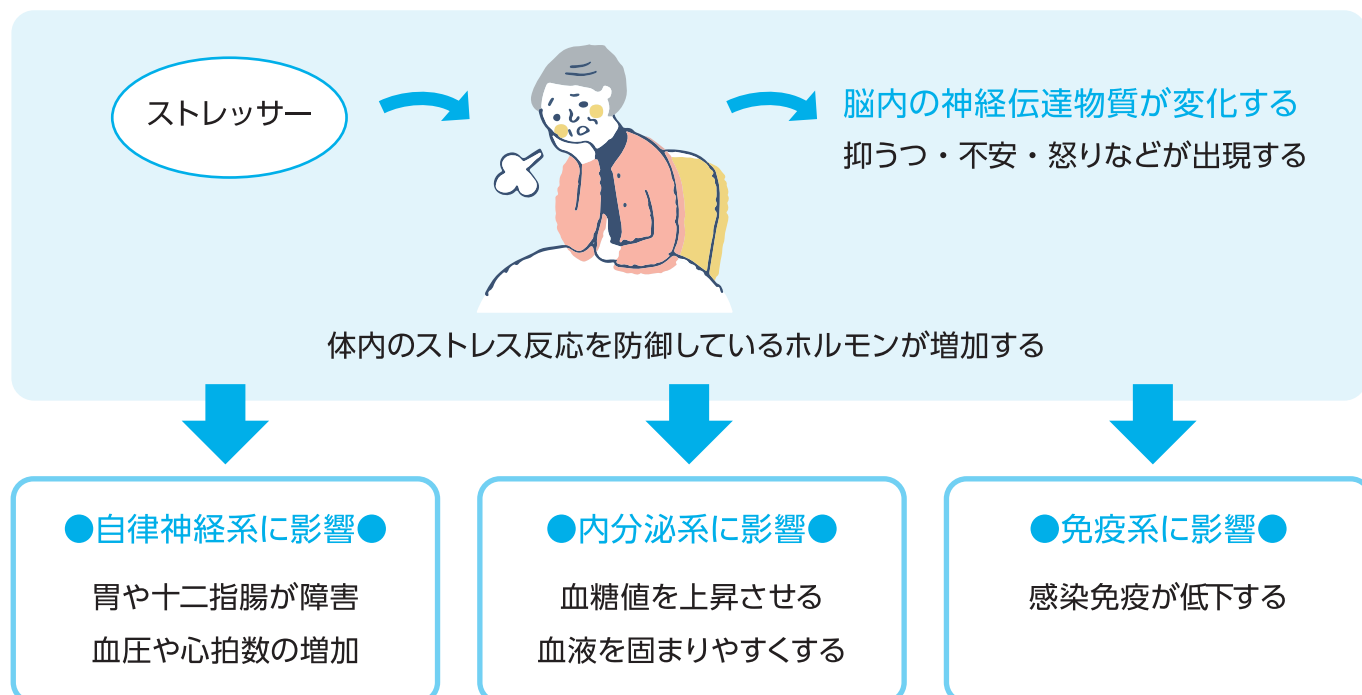 ストレッサー
脳内の神経伝達物質が変化する
抑うつ・不安・怒りなどが出現する
体内のストレス反応を防御しているホルモンが増加する
●自律神経系に影響●
胃や十二指腸が障害
血圧や心拍数の増加
●内分泌系に影響●
血糖値を上昇させる
血液を固まりやすくする
●免疫系に影響●
感染免疫が低下する